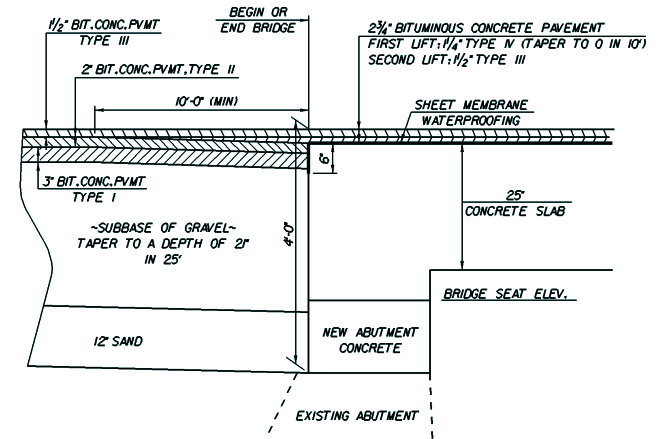 BEGIN OR
END BRIDGE
1½" BIT.CONC.PVMT
TYPE III
2" BIT.CONC.PVMT,TYPE II
10'-0" (MIN)
2¾" BITUMINOUS CONCRETE PAVEMENT
FIRST LIFT:1¼" TYPE IV (TAPER TO 0 IN 10')
SECOND LIFT:1½" TYPE III
SHEET MEMBRANE
WATERPROOFING
6"
3" BIT.CONC.PVMT
TYPE I
25"
CONCRETE SLAB
~SUBBASE OF GRAVEL~
TAPER TO A DEPTH OF 21"
IN 25'
4'-0"
BRIDGE SEAT ELEV.
12" SAND
NEW ABUTMENT
CONCRETE
EXISTING ABUTMENT